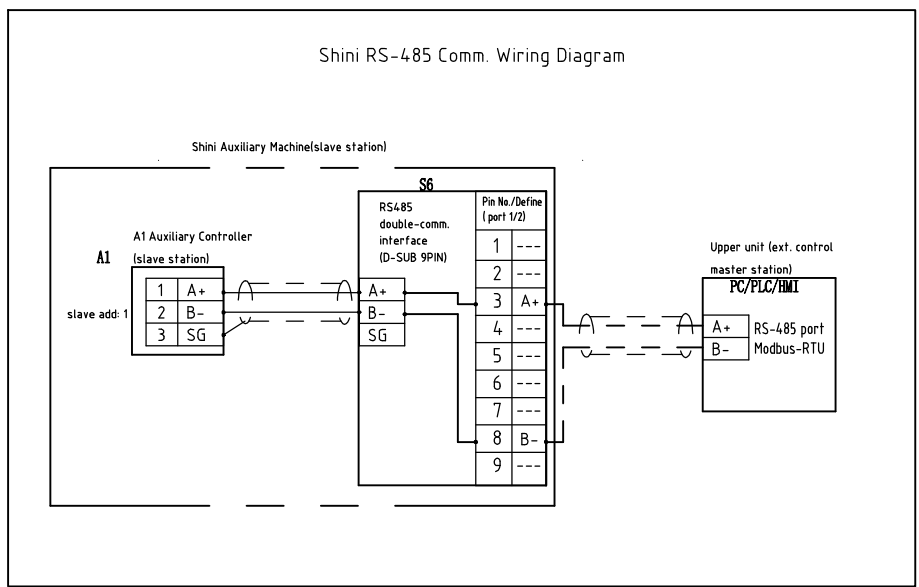 Shini RS-485 Comm. Wiring Diagram
Shini Auxiliary Machine(slave station)
S6
RS485
double-comm.
interface
(D-SUB 9PIN)
Pin No./Define
(port 1/2)
A1
A1 Auxiliary Controller
(slave station)
slave add: 1
1 A+
2 B-
3 SG
A+
B-
SG
1 ---
2 ---
3 A+
4 ---
5 ---
6 ---
7 ---
8 B-
9 ---
Upper unit (ext. control
master station)
PC/PLC/HMI
A+ RS-485 port
B- Modbus-RTU